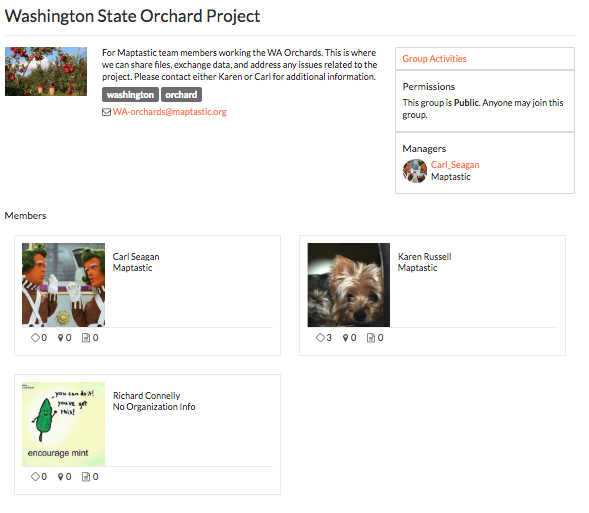 Washington State Orchard Project
For Maptastic team members working the WA Orchards. This is where
we can share files, exchange data, and address any issues related to the
project. Please contact either Karen or Carl for additional information.
washington orchard
WA-orchards@maptastic.org
Group Activities
Permissions
This group is Public. Anyone may join this
group.
Managers
Carl_Seagan
Maptastic
Members
Carl Seagan
Maptastic
0 0 0
Karen Russell
Maptastic
3 0 0
you can do it!
you've got
this!
encourage mint
Richard Connelly
No Organization Info
0 0 0